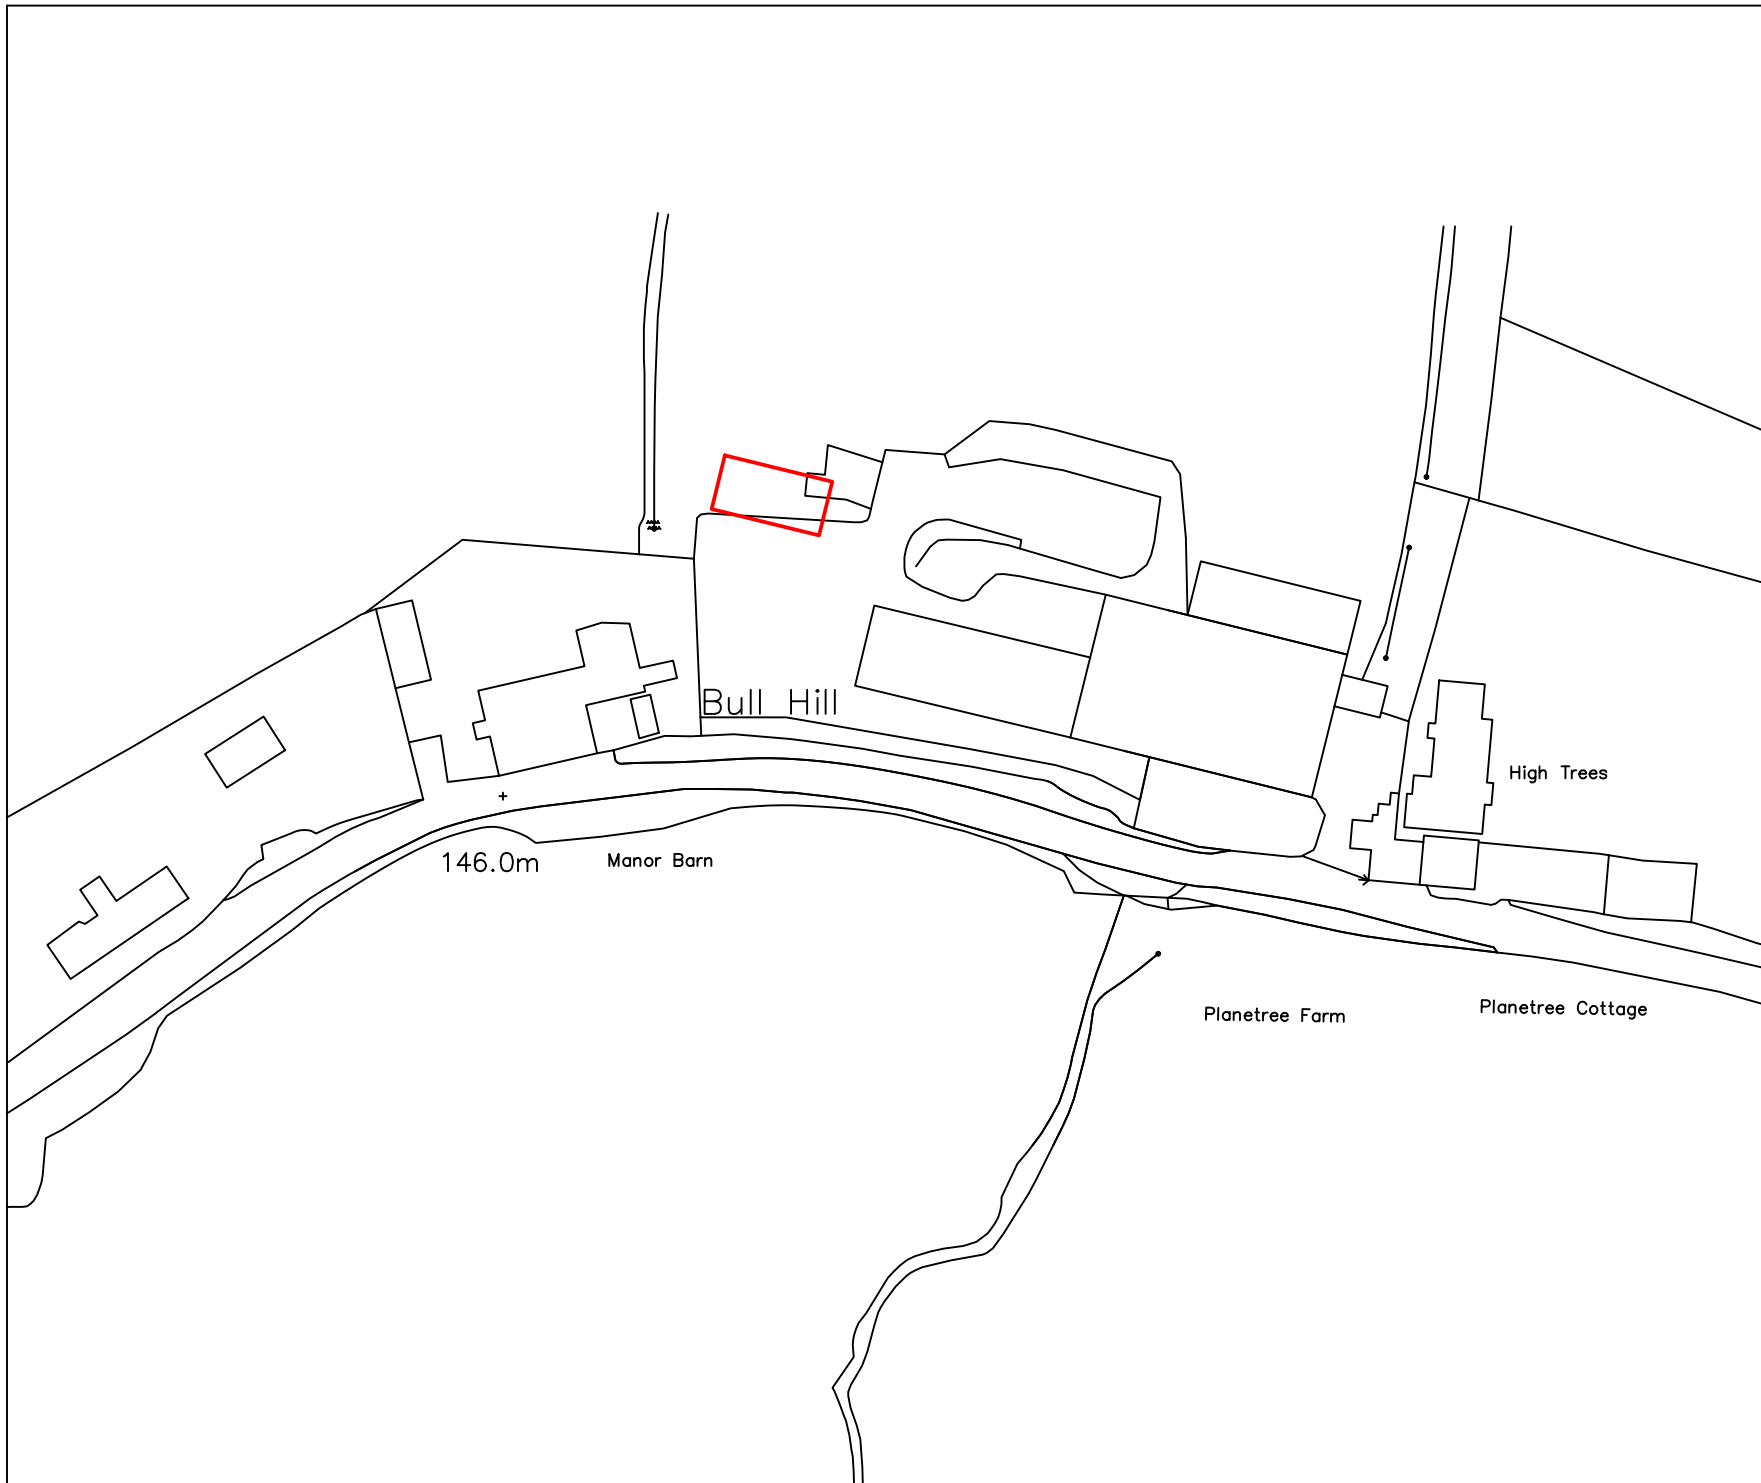 Bull Hill
High Trees
146.0m
Manor Barn
Planetree Farm
Planetree Cottage